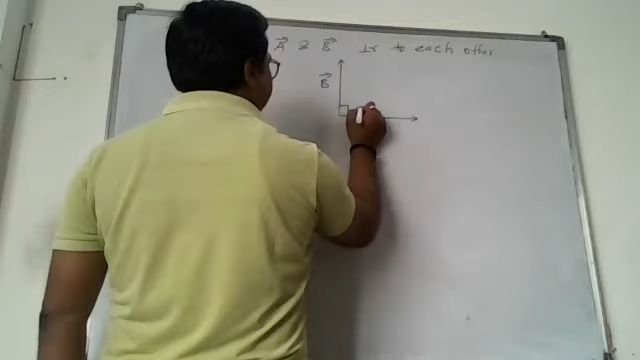 A⃗ & B⃗ ⊥r to each other
B⃗